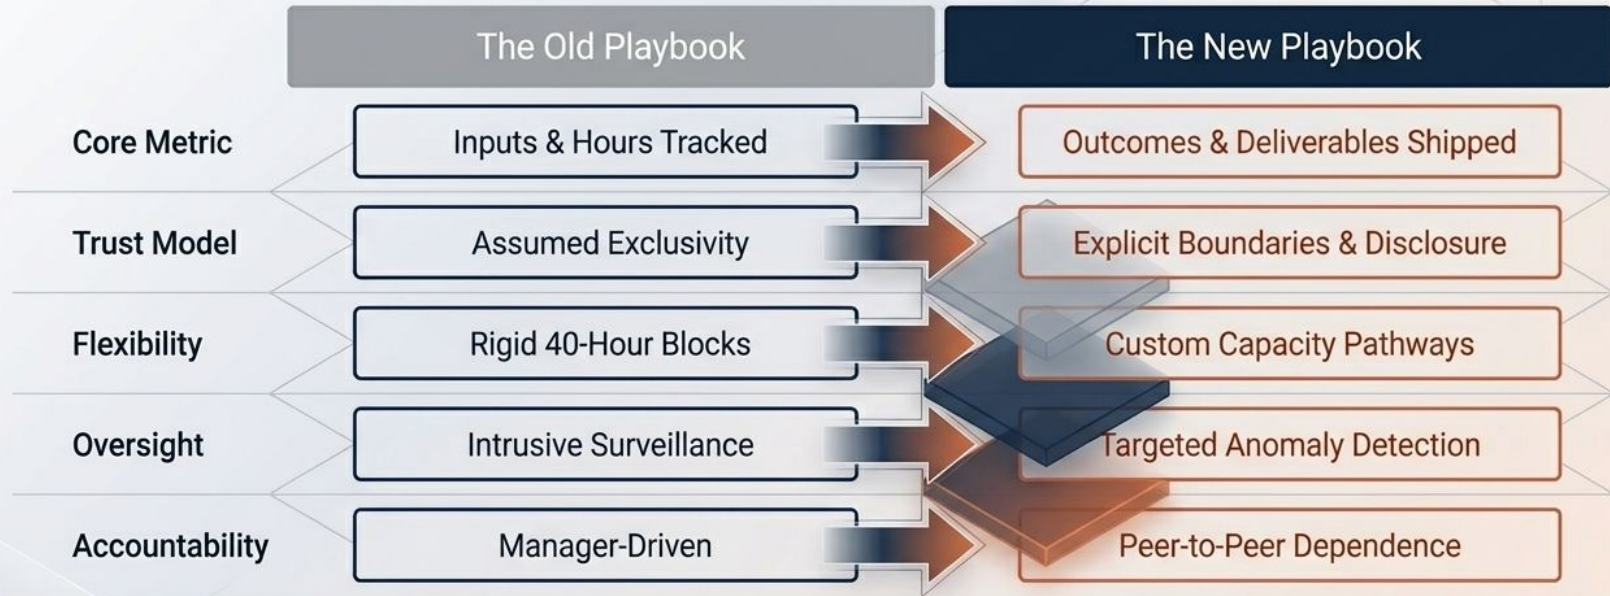 The Old Playbook
The New Playbook
Core Metric
Inputs & Hours Tracked
Outcomes & Deliverables Shipped
Trust Model
Assumed Exclusivity
Explicit Boundaries & Disclosure
Flexibility
Rigid 40-Hour Blocks
Custom Capacity Pathways
Oversight
Intrusive Surveillance
Targeted Anomaly Detection
Accountability
Manager-Driven
Peer-to-Peer Dependence